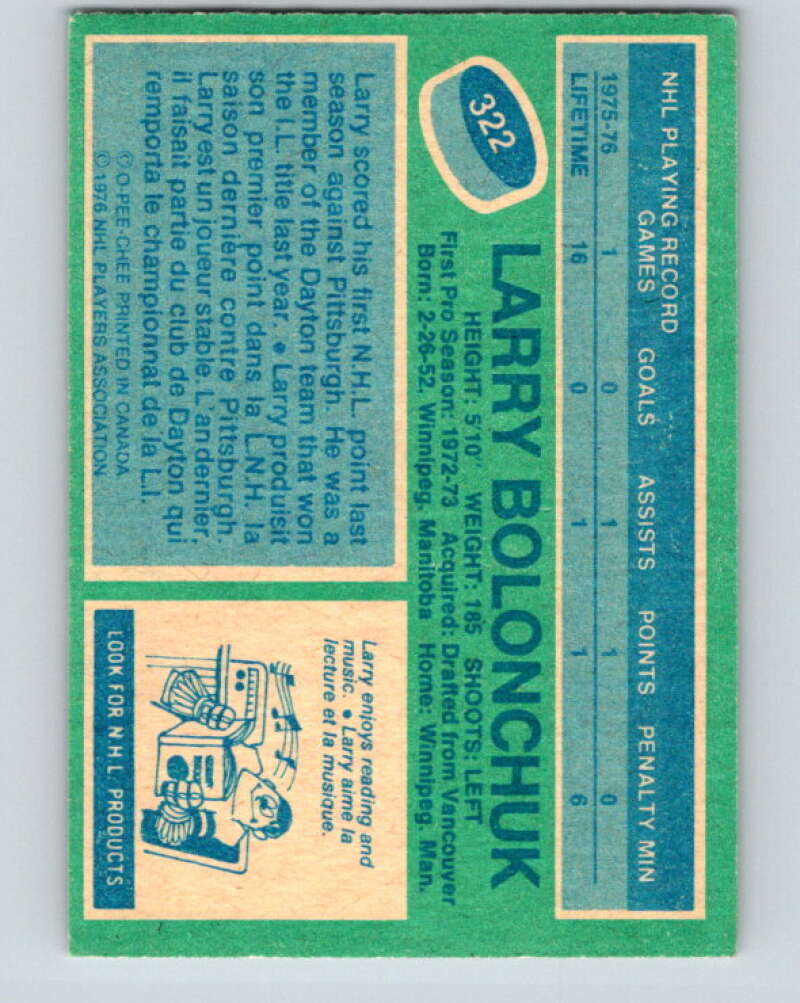 NHL PLAYING RECORD
GAMES GOALS ASSISTS POINTS PENALTY MIN
1975-76 1 0 1 1 0
LIFETIME 16 0 1 1 6
322
LARRY BOLONCHUK
HEIGHT: 5'10" WEIGHT: 185 SHOOTS: LEFT
First Pro Season: 1972-73 Acquired: Drafted from Vancouver
Born: 2-26-52, Winnipeg, Manitoba Home: Winnipeg, Man.
Larry scored his first N.H.L. point last
season against Pittsburgh. He was a
member of the Dayton team that won
the I.L. title last year. • Larry produisit
son premier point dans la L.N.H. la
saison dernière contre Pittsburgh.
Larry est un joueur stable. L'an dernier,
il faisait partie du club de Dayton qui
remporta le championnat de la L.I.
© O-PEE-CHEE PRINTED IN CANADA
© 1976 NHL PLAYERS ASSOCIATION
Larry enjoys reading and
music. • Larry aime la
lecture et la musique.
LOOK FOR N.H.L. PRODUCTS